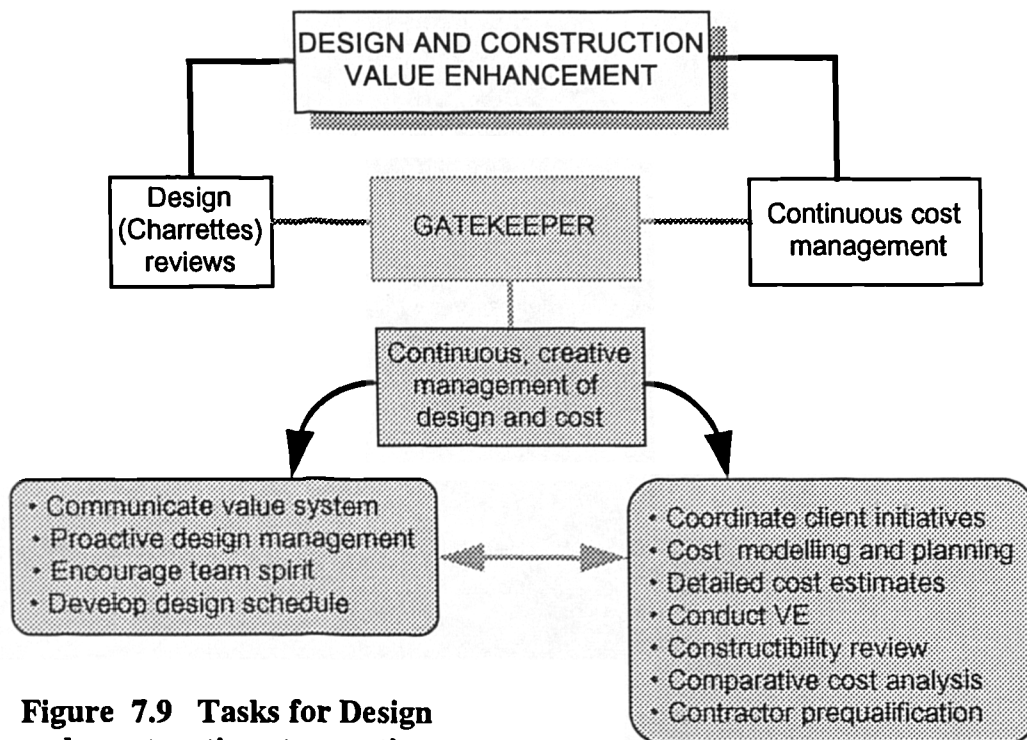 DESIGN AND CONSTRUCTION
VALUE ENHANCEMENT
Design
(Charrettes)
reviews
GATEKEEPER
Continuous cost
management
Continuous, creative
management of
design and cost
• Communicate value system
• Proactive design management
• Encourage team spirit
• Develop design schedule
• Coordinate client initiatives
• Cost modelling and planning
• Detailed cost estimates
• Conduct VE
• Constructibility review
• Comparative cost analysis
• Contractor prequalification
Figure 7.9 Tasks for Design